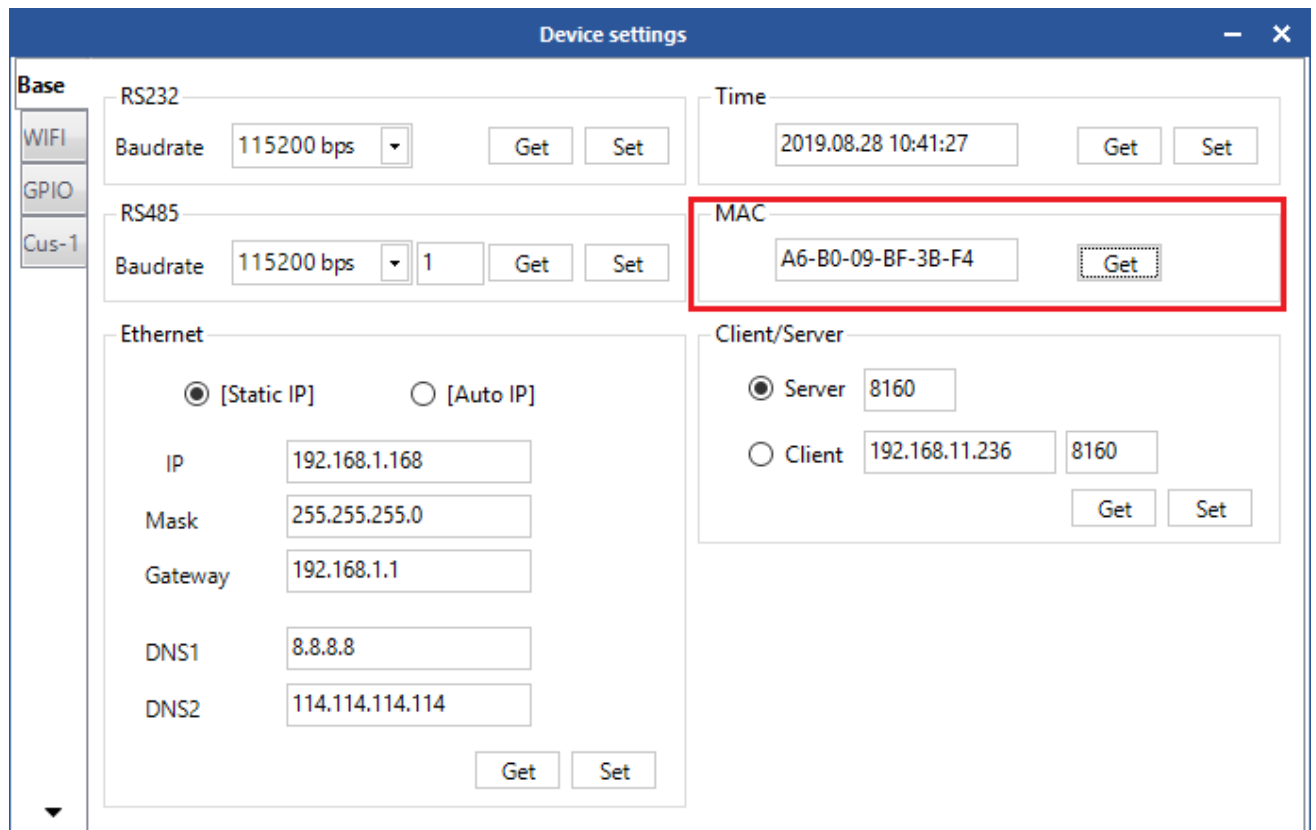 Device settings
Base
WIFI
GPIO
Cus-1
RS232
Baudrate 115200 bps Get Set
RS485
Baudrate 115200 bps 1 Get Set
Ethernet
[Static IP] [Auto IP]
IP 192.168.1.168
Mask 255.255.255.0
Gateway 192.168.1.1
DNS1 8.8.8.8
DNS2 114.114.114.114
Get Set
Time
2019.08.28 10:41:27 Get Set
MAC
A6-B0-09-BF-3B-F4 Get
Client/Server
Server 8160
Client 192.168.11.236 8160
Get Set